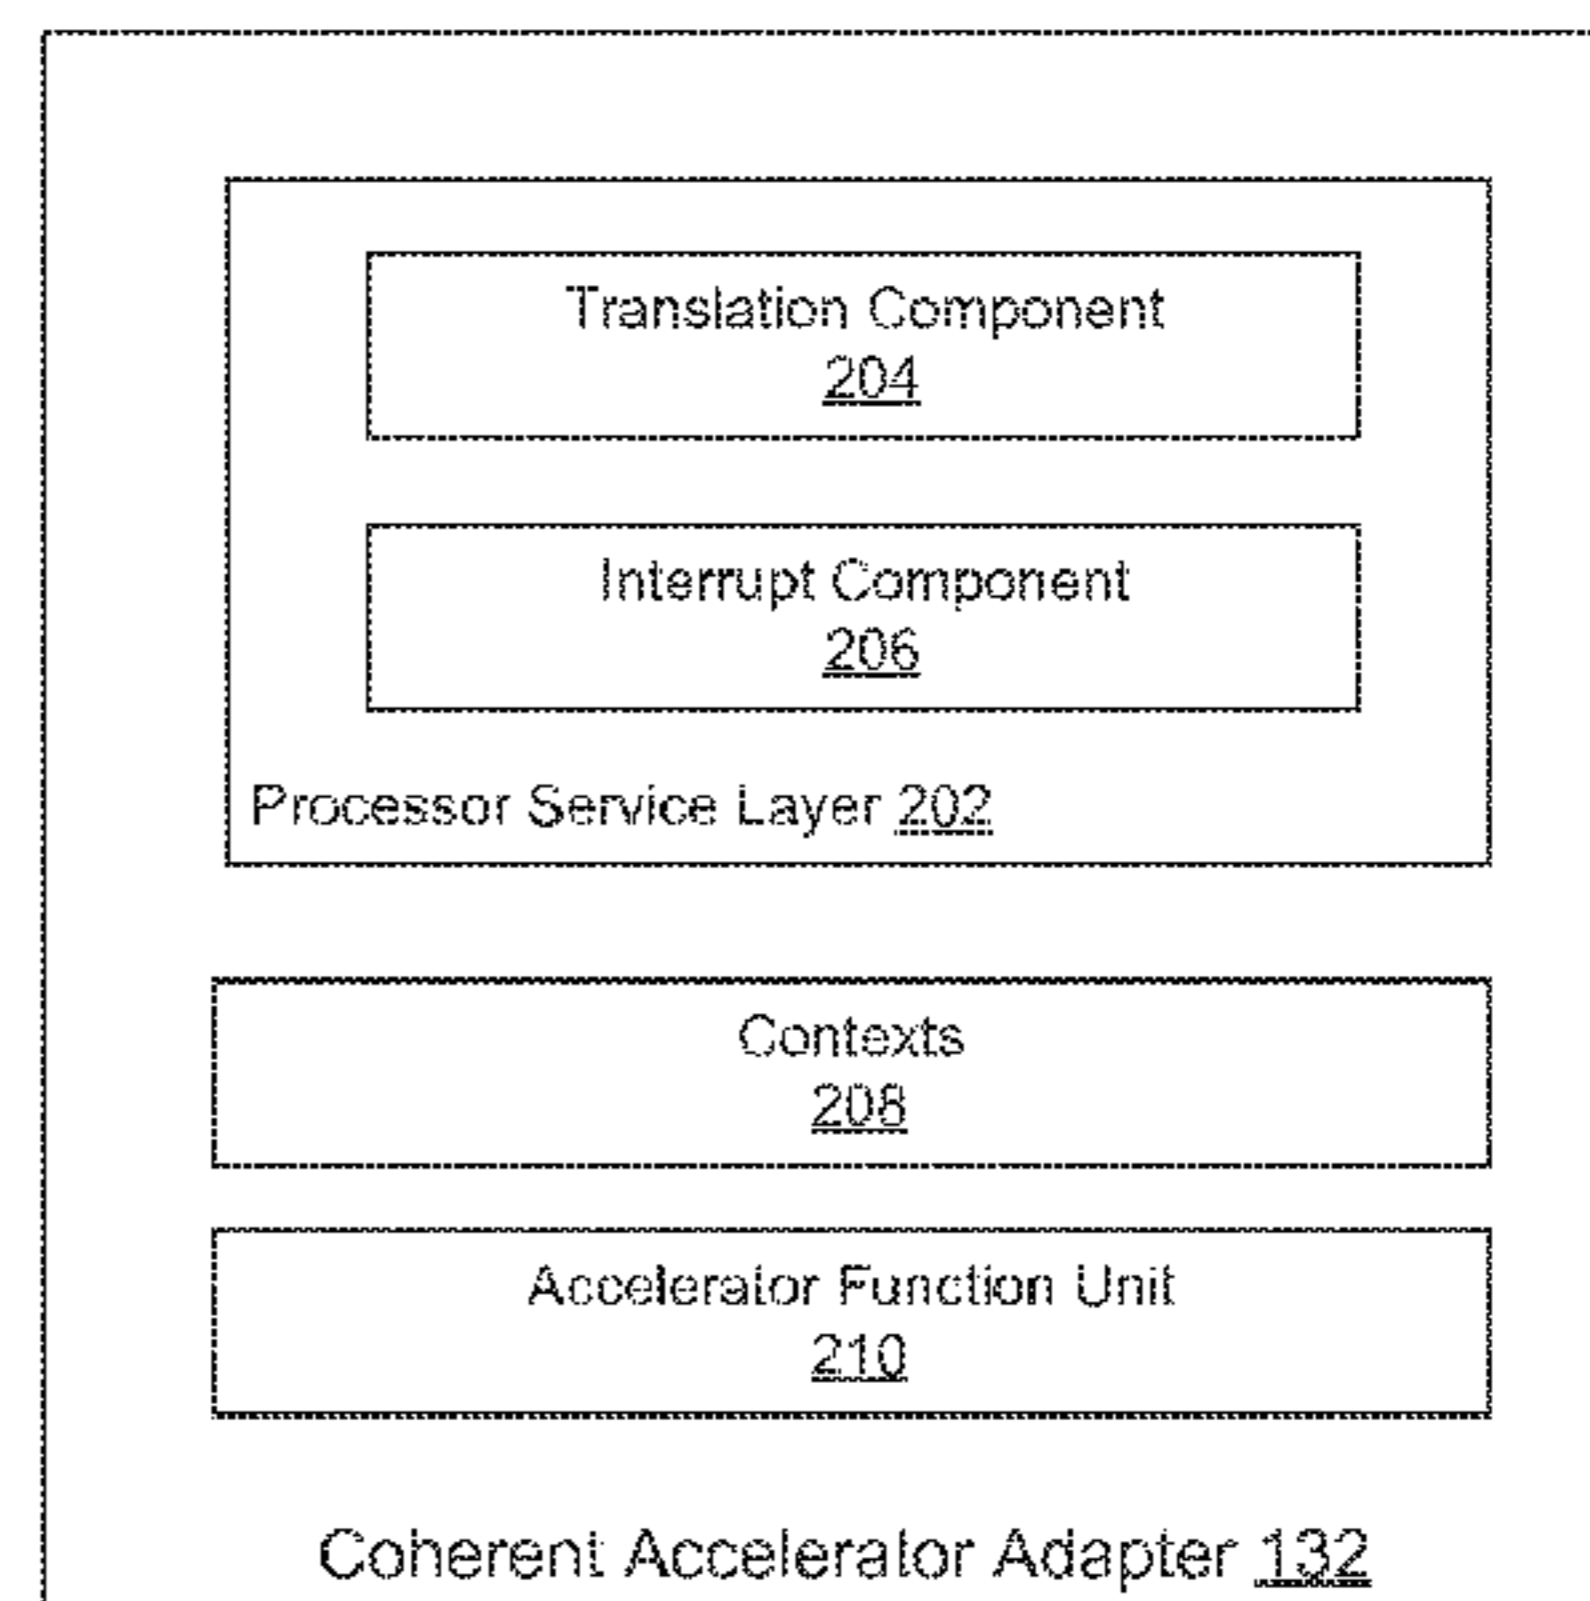 Translation Component
204
Interrupt Component
206
Processor Service Layer 202
Contexts
208
Accelerator Function Unit
210
Coherent Accelerator Adapter 132